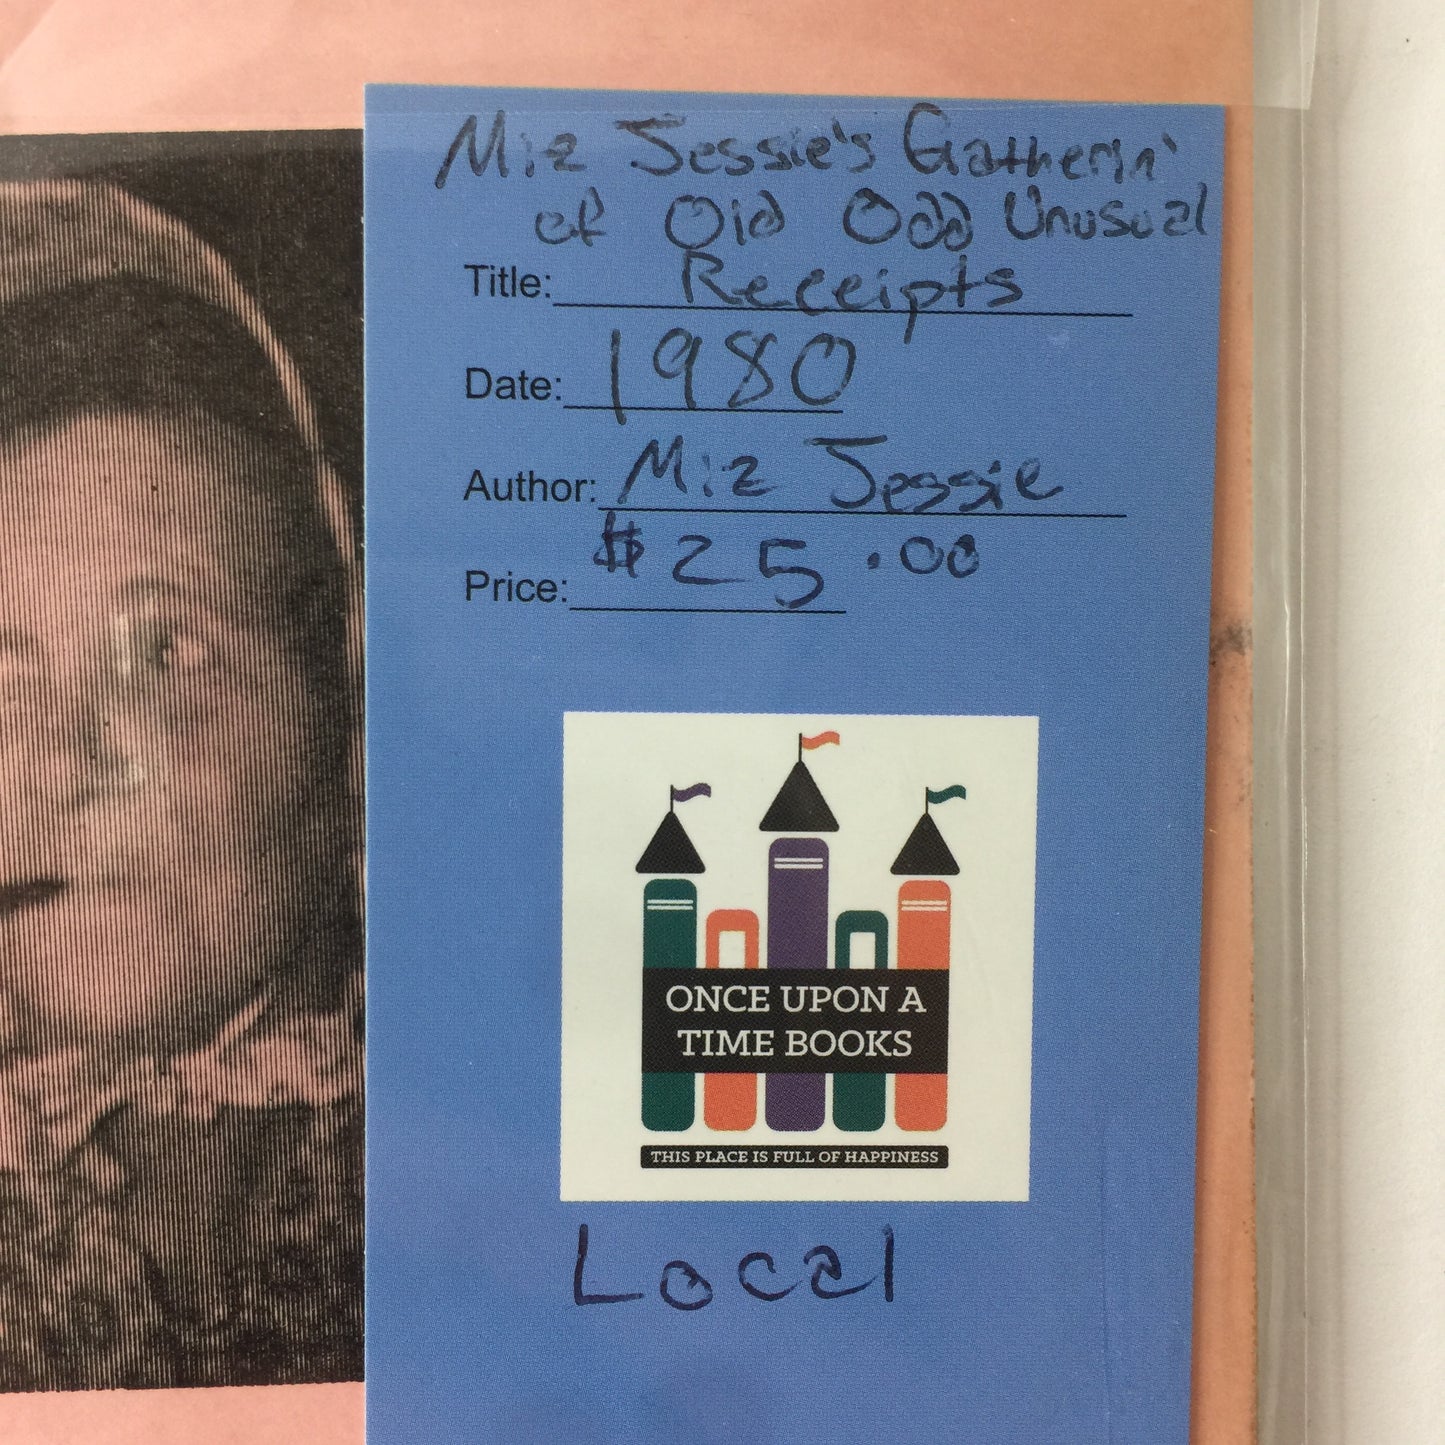 Miz Jessie's Gatherin'
of Old Odd Unusual
Title: Receipts
Date: 1980
Author: Miz Jessie
Price: $25.00
ONCE UPON A
TIME BOOKS
THIS PLACE IS FULL OF HAPPINESS
Local